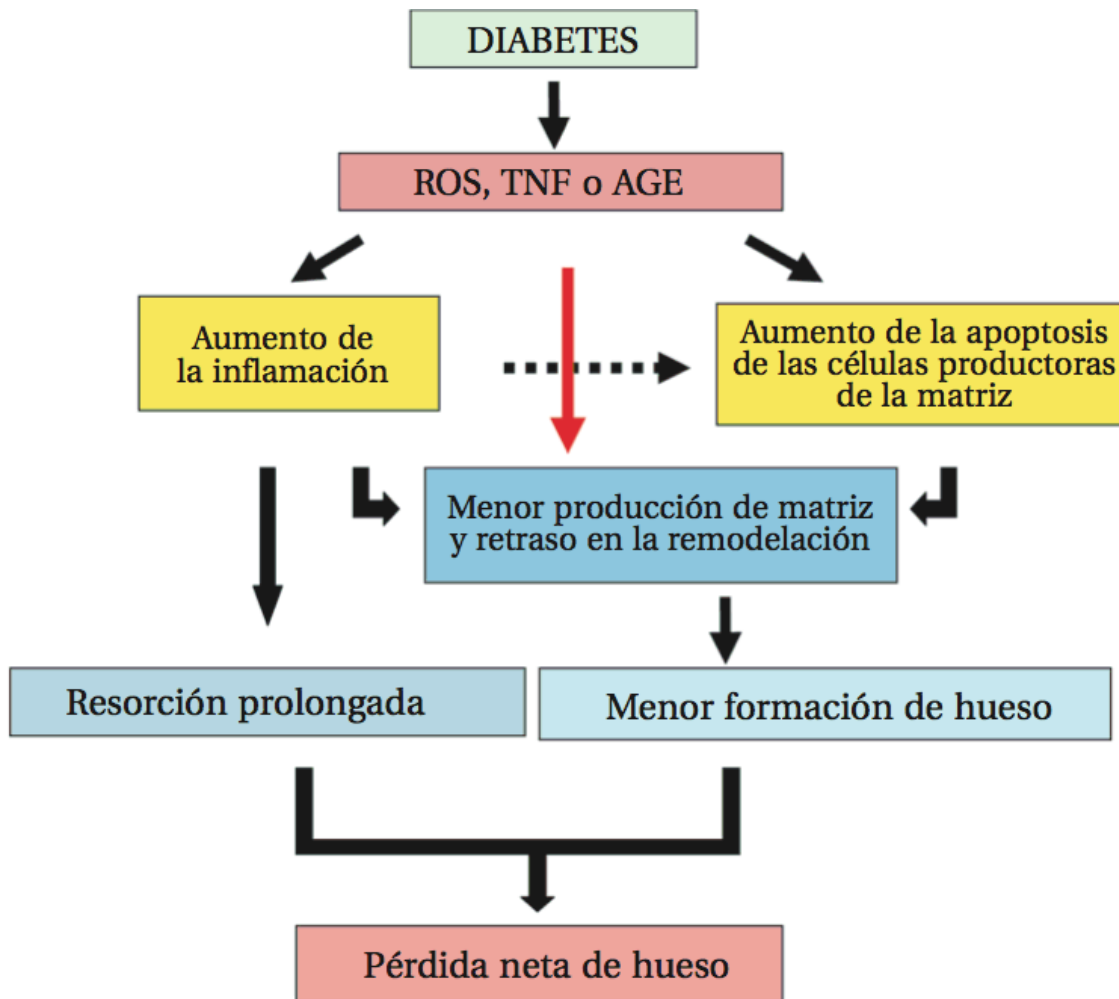 DIABETES
ROS, TNF o AGE
Aumento de
la inflamación
Aumento de la apoptosis
de las células productoras
de la matriz
Menor producción de matriz
y retraso en la remodelación
Resorción prolongada
Menor formación de hueso
Pérdida neta de hueso